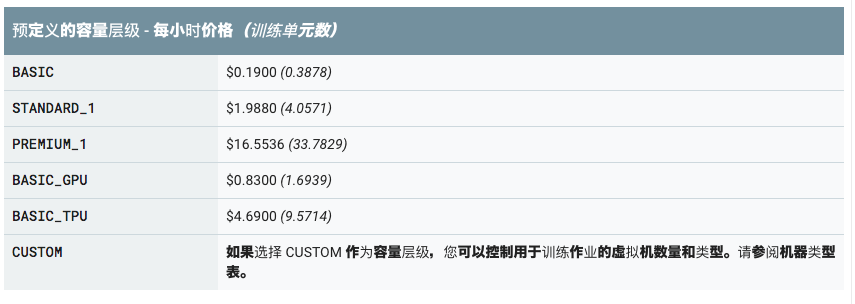 预定义的容量层级 - 每小时价格（训练单元数）
BASIC $0.1900 (0.3878)
STANDARD_1 $1.9880 (4.0571)
PREMIUM_1 $16.5536 (33.7829)
BASIC_GPU $0.8300 (1.6939)
BASIC_TPU $4.6900 (9.5714)
CUSTOM 如果选择 CUSTOM 作为容量层级，您可以控制用于训练作业的虚拟机数量和类型。请参阅机器类型
表。